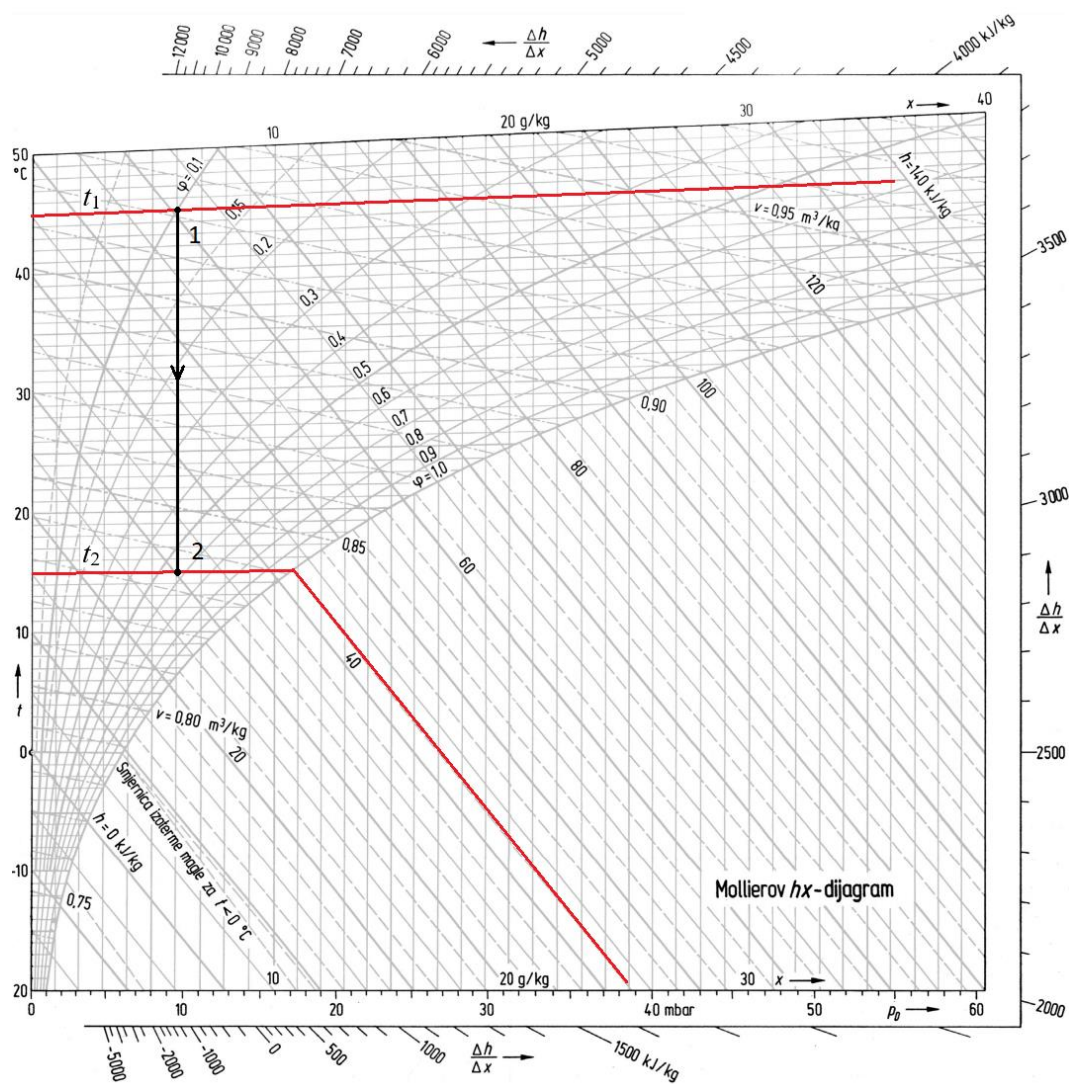 12000 10000 9000 8000 7000 6000 ← Δh/Δx 5000 4500 4000 kJ/kg
10 20 g/kg 30 x → 40
50
°C
t₁
φ = 0,1
0,15
1
0,2
h=140 kJ/kg
v = 0,95 m³/kg
3500
40
0,3
120
0,4
0,5
30
0,6
0,7
0,8
0,9
φ = 1,0
0,90
100
80
3000
20
t₂
2
0,85
60
Δh/Δx
10
40
t
v = 0,80 m³/kg
20
0
2500
Smjernica izoterme magle za t < 0 °C
h = 0 kJ/kg
-10
0,75
Mollierov hx-dijagram
20
10 20 g/kg 30 x →
0 10 20 30 40 mbar 50 p_D → 60
2000
-5000 -2000 -1000 0 500 1000 Δh/Δx → 1500 kJ/kg